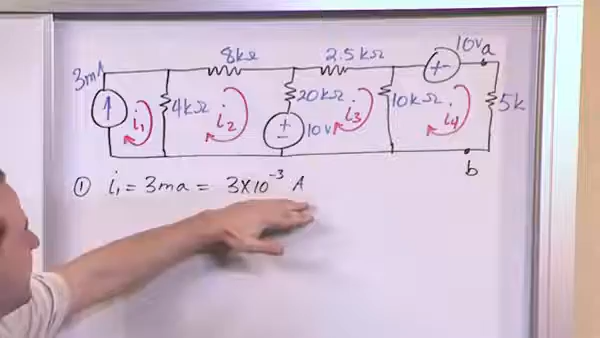 8kΩ 2.5kΩ 10v a
3mA
4kΩ 20kΩ 10kΩ + - 5k
i₁ i₂ + - 10v i₃ i₄
b
① i₁ = 3ma = 3X10⁻³ A